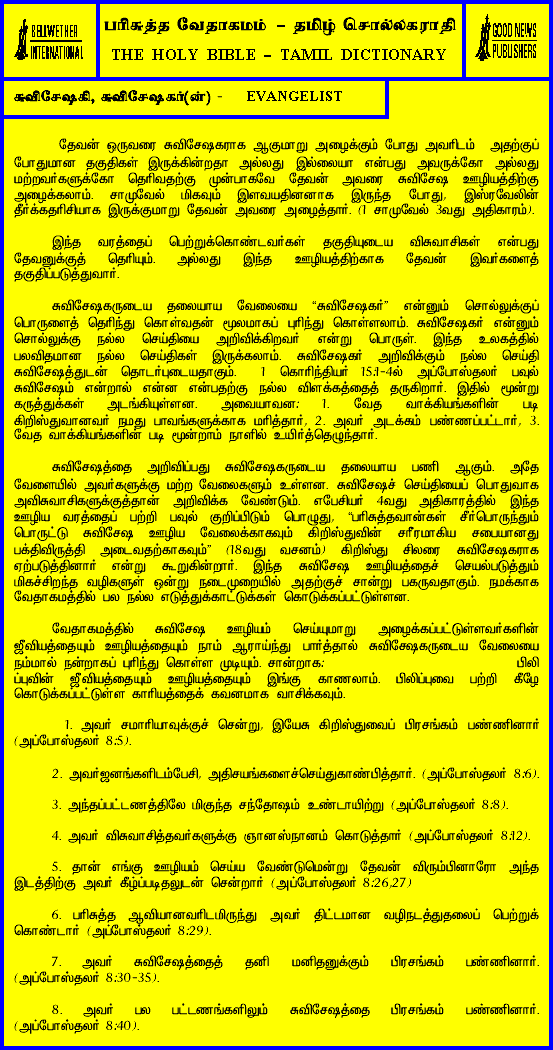 BELLWETHER
INTERNATIONAL
பரிசுத்த வேதாகமம் - தமிழ் சொல்லகராதி
THE HOLY BIBLE - TAMIL DICTIONARY
GOOD NEWS
PUBLISHERS
சுவிசேஷகி, சுவிசேஷகர்(ன்) - EVANGELIST
தேவன் ஒருவரை சுவிசேஷகராக ஆகுமாறு அழைக்கும் போது அவரிடம் அதற்குப்
போதுமான தகுதிகள் இருக்கின்றதா அல்லது இல்லையா என்பது அவருக்கோ அல்லது
மற்றவர்களுக்கோ தெரிவதற்கு முன்பாகவே தேவன் அவரை சுவிசேஷ ஊழியத்திற்கு
அழைக்கலாம். சாமுவேல் மிகவும் இளவயதினனாக இருந்த போது, இஸ்ரவேலின்
தீர்க்கதரிசியாக இருக்குமாறு தேவன் அவரை அழைத்தார். (1 சாமுவேல் 3வது அதிகாரம்).
இந்த வரத்தைப் பெற்றுக்கொண்டவர்கள் தகுதியுடைய விசுவாசிகள் என்பது
தேவனுக்குத் தெரியும். அல்லது இந்த ஊழியத்திற்காக தேவன் இவர்களைத்
தகுதிப்படுத்துவார்.
சுவிசேஷகருடைய தலையாய வேலையை “சுவிசேஷகர்” என்னும் சொல்லுக்குப்
பொருளைத் தெரிந்து கொள்வதன் மூலமாகப் புரிந்து கொள்ளலாம். சுவிசேஷகர் என்னும்
சொல்லுக்கு நல்ல செய்தியை அறிவிக்கிறவர் என்று பொருள். இந்த உலகத்தில்
பலவிதமான நல்ல செய்திகள் இருக்கலாம். சுவிசேஷகர் அறிவிக்கும் நல்ல செய்தி
சுவிசேஷத்துடன் தொடர்புடையதாகும். 1 கொரிந்தியர் 15:1-4ல் அப்போஸ்தலர் பவுல்
சுவிசேஷம் என்றால் என்ன என்பதற்கு நல்ல விளக்கத்தைத் தருகிறார். இதில் மூன்று
கருத்துக்கள் அடங்கியுள்ளன. அவையாவன: 1. வேத வாக்கியங்களின் படி
கிறிஸ்துவானவர் நமது பாவங்களுக்காக மரித்தார், 2. அவர் அடக்கம் பண்ணப்பட்டார், 3.
வேத வாக்கியங்களின் படி மூன்றாம் நாளில் உயிர்த்தெழுந்தார்.
சுவிசேஷத்தை அறிவிப்பது சுவிசேஷகருடைய தலையாய பணி ஆகும். அதே
வேளையில் அவர்களுக்கு மற்ற வேலைகளும் உள்ளன. சுவிசேஷச் செய்தியைப் பொதுவாக
அவிசுவாசிகளுக்குத்தான் அறிவிக்க வேண்டும். எபேசியர் 4வது அதிகாரத்தில் இந்த
ஊழிய வரத்தைப் பற்றி பவுல் குறிப்பிடும் பொழுது, “பரிசுத்தவான்கள் சீர்பொருந்தும்
பொருட்டு சுவிசேஷ ஊழிய வேலைக்காகவும் கிறிஸ்துவின் சரீரமாகிய சபையானது
பக்திவிருத்தி அடைவதற்காகவும்” (18வது வசனம்) கிறிஸ்து சிலரை சுவிசேஷகராக
ஏற்படுத்தினார் என்று கூறுகின்றார். இந்த சுவிசேஷ ஊழியத்தைச் செயல்படுத்தும்
மிகச்சிறந்த வழிகளுள் ஒன்று நடைமுறையில் அதற்குச் சான்று பகருவதாகும். நமக்காக
வேதாகமத்தில் பல நல்ல எடுத்துக்காட்டுக்கள் கொடுக்கப்பட்டுள்ளன.
வேதாகமத்தில் சுவிசேஷ ஊழியம் செய்யுமாறு அழைக்கப்பட்டுள்ளவர்களின்
ஜீவியத்தையும் ஊழியத்தையும் நாம் ஆராய்ந்து பார்த்தால் சுவிசேஷகருடைய வேலையை
நம்மால் நன்றாகப் புரிந்து கொள்ள முடியும். சான்றாக: பிலி
ப்புவின் ஜீவியத்தையும் ஊழியத்தையும் இங்கு காணலாம். பிலிப்புவை பற்றி கீழே
கொடுக்கப்பட்டுள்ள காரியத்தைக் கவனமாக வாசிக்கவும்.
1. அவர் சமாரியாவுக்குச் சென்று, இயேசு கிறிஸ்துவைப் பிரசங்கம் பண்ணினார்
(அப்போஸ்தலர் 8:5).
2. அவர்ஜனங்களிடம்பேசி, அதிசயங்களைச்செய்துகாண்பித்தார். (அப்போஸ்தலர் 8:6).
3. அந்தப்பட்டணத்திலே மிகுந்த சந்தோஷம் உண்டாயிற்று (அப்போஸ்தலர் 8:8).
4. அவர் விசுவாசித்தவர்களுக்கு ஞானஸ்நானம் கொடுத்தார் (அப்போஸ்தலர் 8:12).
5. தான் எங்கு ஊழியம் செய்ய வேண்டுமென்று தேவன் விரும்பினாரோ அந்த
இடத்திற்கு அவர் கீழ்ப்படிதலுடன் சென்றார் (அப்போஸ்தலர் 8:26,27)
6. பரிசுத்த ஆவியானவரிடமிருந்து அவர் திட்டமான வழிநடத்துதலைப் பெற்றுக்
கொண்டார் (அப்போஸ்தலர் 8:29).
7. அவர் சுவிசேஷத்தைத் தனி மனிதனுக்கும் பிரசங்கம் பண்ணினார்.
(அப்போஸ்தலர் 8:30-35).
8. அவர் பல பட்டணங்களிலும் சுவிசேஷத்தை பிரசங்கம் பண்ணினார்.
(அப்போஸ்தலர் 8:40).